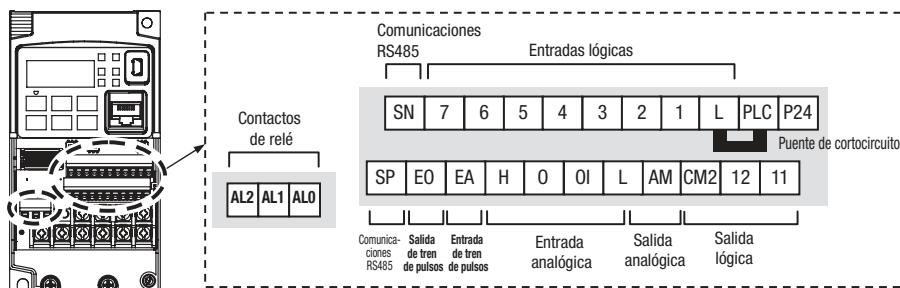 Comunicaciones
RS485
Entradas lógicas
SN 7 6 5 4 3 2 1 L PLC P24
Puente de cortocircuito
Contactos
de relé
AL2 AL1 AL0
SP EO EA H O OI L AM CM2 12 11
Comunica-
ciones
RS485
Salida
de tren
de pulsos
Entrada
de tren
de pulsos
Entrada
analógica
Salida
analógica
Salida
lógica